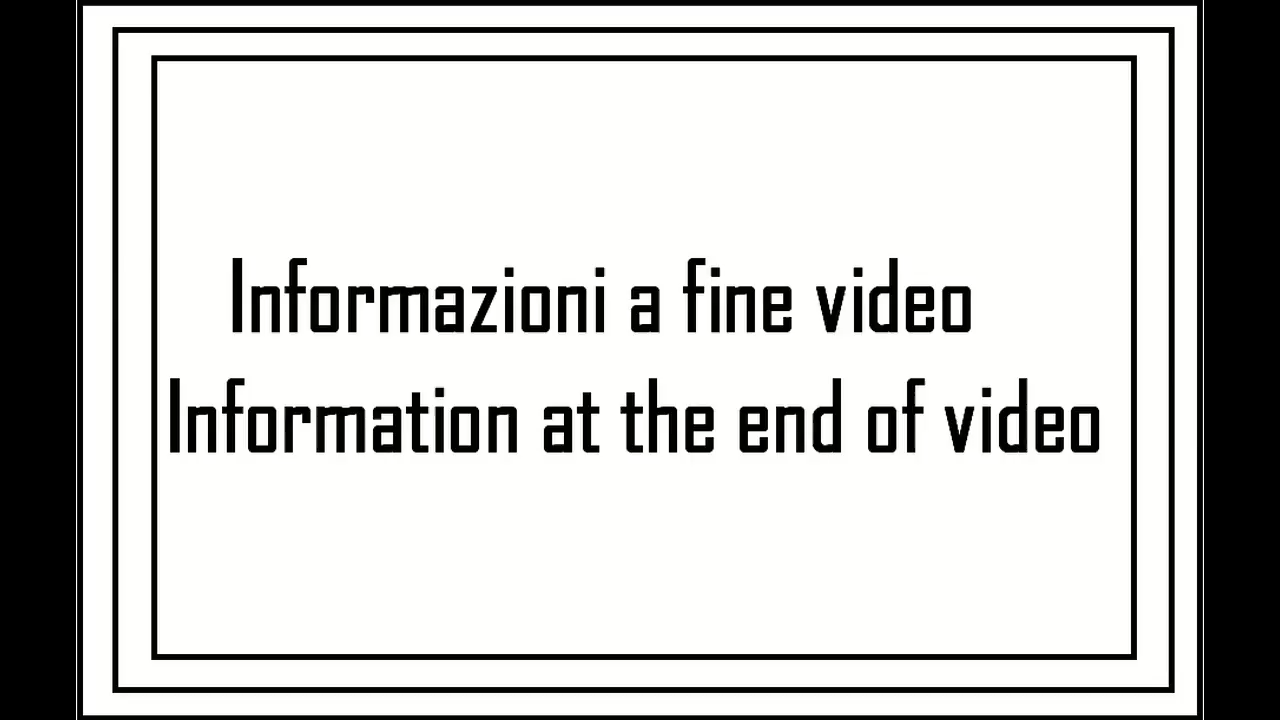 Informazioni a fine video
Information at the end of video